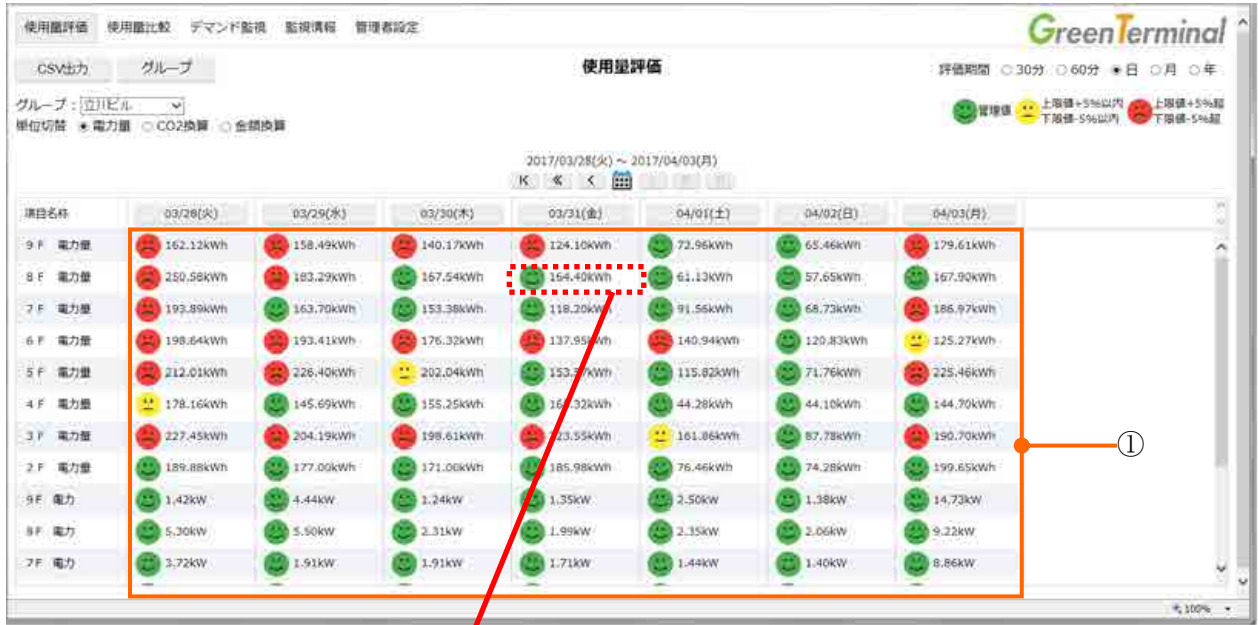 使用量評価 使用量比較 デマンド監視 監視情報 管理者設定
GreenTerminal
CSV出力 グループ 使用量評価 評価期間 30分 60分 日 月 年
グループ：立川ビル
単位切替 電力量 CO2換算 金額換算
管理値 上限値+5%以内 上限値+5%超
下限値-5%以内 下限値-5%超
2017/03/28(火) ～ 2017/04/03(月)
項目名称 03/28(火) 03/29(水) 03/30(木) 03/31(金) 04/01(土) 04/02(日) 04/03(月)
9F 電力量 162.12kWh 158.49kWh 140.17kWh 124.10kWh 72.96kWh 65.46kWh 179.61kWh
8F 電力量 250.58kWh 183.29kWh 167.54kWh 164.40kWh 61.13kWh 57.65kWh 167.90kWh
7F 電力量 193.89kWh 163.70kWh 153.38kWh 118.20kWh 91.56kWh 68.73kWh 186.97kWh
6F 電力量 198.64kWh 193.41kWh 176.32kWh 137.95kWh 140.94kWh 120.83kWh 125.27kWh
5F 電力量 212.01kWh 226.40kWh 202.04kWh 115.82kWh 71.76kWh 225.46kWh
4F 電力量 178.16kWh 145.69kWh 155.25kWh 44.28kWh 44.10kWh 144.70kWh
3F 電力量 227.45kWh 204.19kWh 198.61kWh 161.86kWh 87.78kWh 190.70kWh
①
2F 電力量 189.88kWh 177.00kWh 171.00kWh 185.98kWh 76.46kWh 74.28kWh 199.65kWh
9F 電力 1.42kW 4.44kW 1.24kW 1.35kW 2.50kW 1.38kW 14.73kW
8F 電力 5.30kW 5.50kW 2.31kW 1.99kW 2.35kW 2.06kW 9.22kW
7F 電力 3.72kW 1.91kW 1.91kW 1.71kW 1.44kW 1.40kW 8.86kW
100%